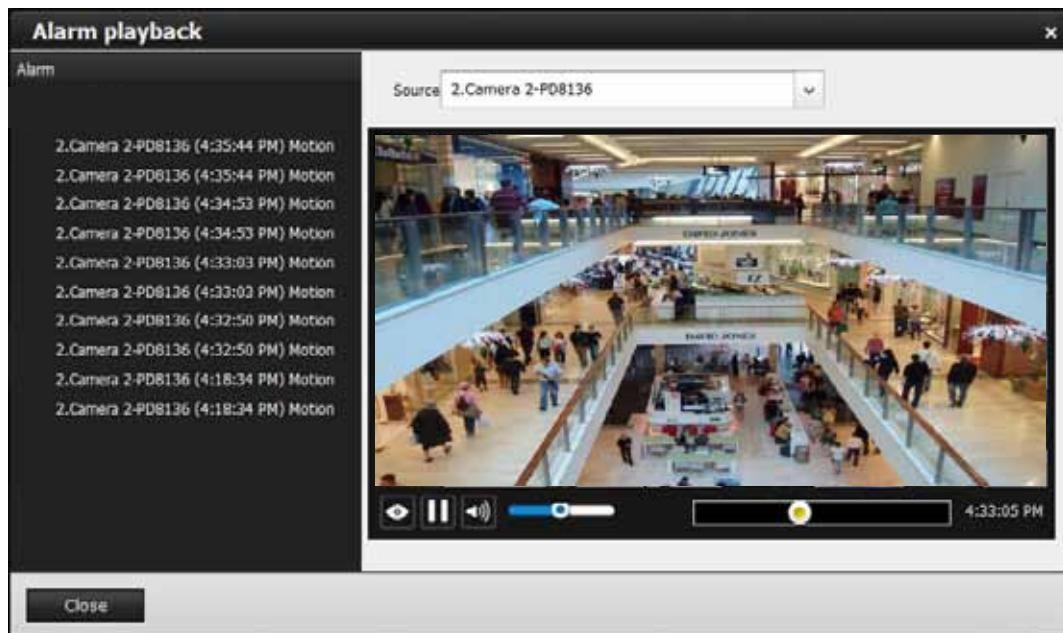 Alarm playback
Alarm
Source 2.Camera 2-PD8136
2.Camera 2-PD8136 (4:35:44 PM) Motion
2.Camera 2-PD8136 (4:35:44 PM) Motion
2.Camera 2-PD8136 (4:34:53 PM) Motion
2.Camera 2-PD8136 (4:34:53 PM) Motion
2.Camera 2-PD8136 (4:33:03 PM) Motion
2.Camera 2-PD8136 (4:33:03 PM) Motion
2.Camera 2-PD8136 (4:32:50 PM) Motion
2.Camera 2-PD8136 (4:32:50 PM) Motion
2.Camera 2-PD8136 (4:18:34 PM) Motion
2.Camera 2-PD8136 (4:18:34 PM) Motion
DAVID JONES
DAVID JONES
4:33:05 PM
Close